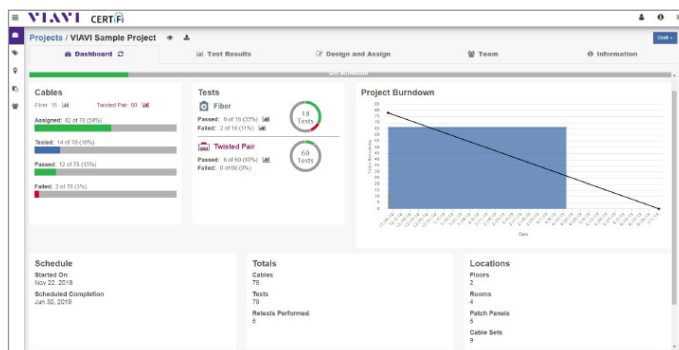 VIAVI CERTiFi
Projects / VIAVI Sample Project
Dashboard
Test Results
Design and Assign
Team
Information
On Schedule
Cables
Fiber: 18 Twisted Pair: 60
Assigned: 42 of 78 (54%)
Tested: 14 of 78 (18%)
Passed: 12 of 78 (15%)
Failed: 2 of 78 (3%)
Tests
Fiber
Passed: 6 of 18 (33%)
Failed: 2 of 18 (11%)
18
Tests
Twisted Pair
Passed: 6 of 60 (10%)
Failed: 0 of 60 (0%)
60
Tests
Project Burndown
Tests Remaining
Date
Schedule
Started On
Nov 22, 2018
Scheduled Completion
Jun 30, 2019
Totals
Cables
78
Tests
78
Retests Performed
5
Locations
Floors
2
Rooms
4
Patch Panels
5
Cable Sets
9